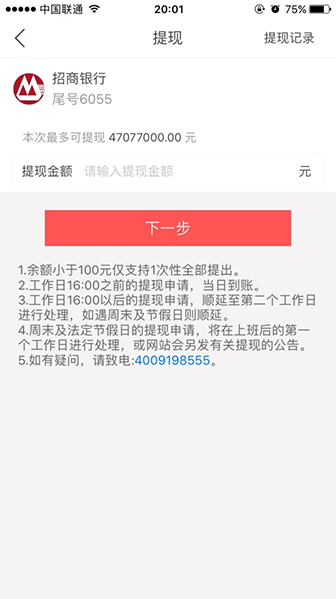 中国联通 20:01 75%
提现 提现记录
招商银行
尾号6055
本次最多可提现 47077000.00 元
提现金额 请输入提现金额 元
下一步
1.余额小于100元仅支持1次性全部提出。
2.工作日16:00之前的提现申请，当日到账。
3.工作日16:00以后的提现申请，顺延至第二个工作日
进行处理，如遇周末及节假日则顺延。
4.周末及法定节假日的提现申请，将在上班后的第一
个工作日进行处理，或网站会另发有关提现的公告。
5.如有疑问，请致电:4009198555。